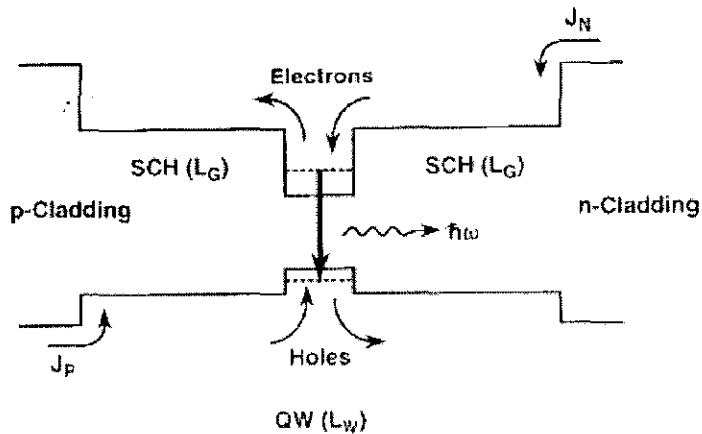 J_N
Electrons
SCH (L_G)
SCH (L_G)
p-Cladding
n-Cladding
ħω
J_P
Holes
QW (L_W)